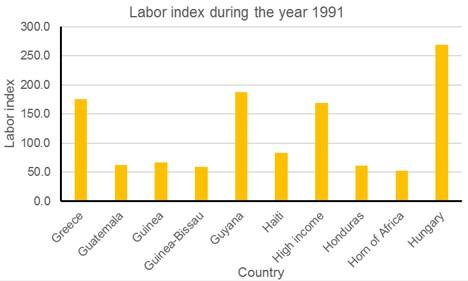 Labor index during the year 1991
300.0
250.0
200.0
150.0
100.0
50.0
0.0
Labor index
Greece
Guatemala
Guinea
Guinea-Bissau
Guyana
Haiti
High income
Honduras
Horn of Africa
Hungary
Country